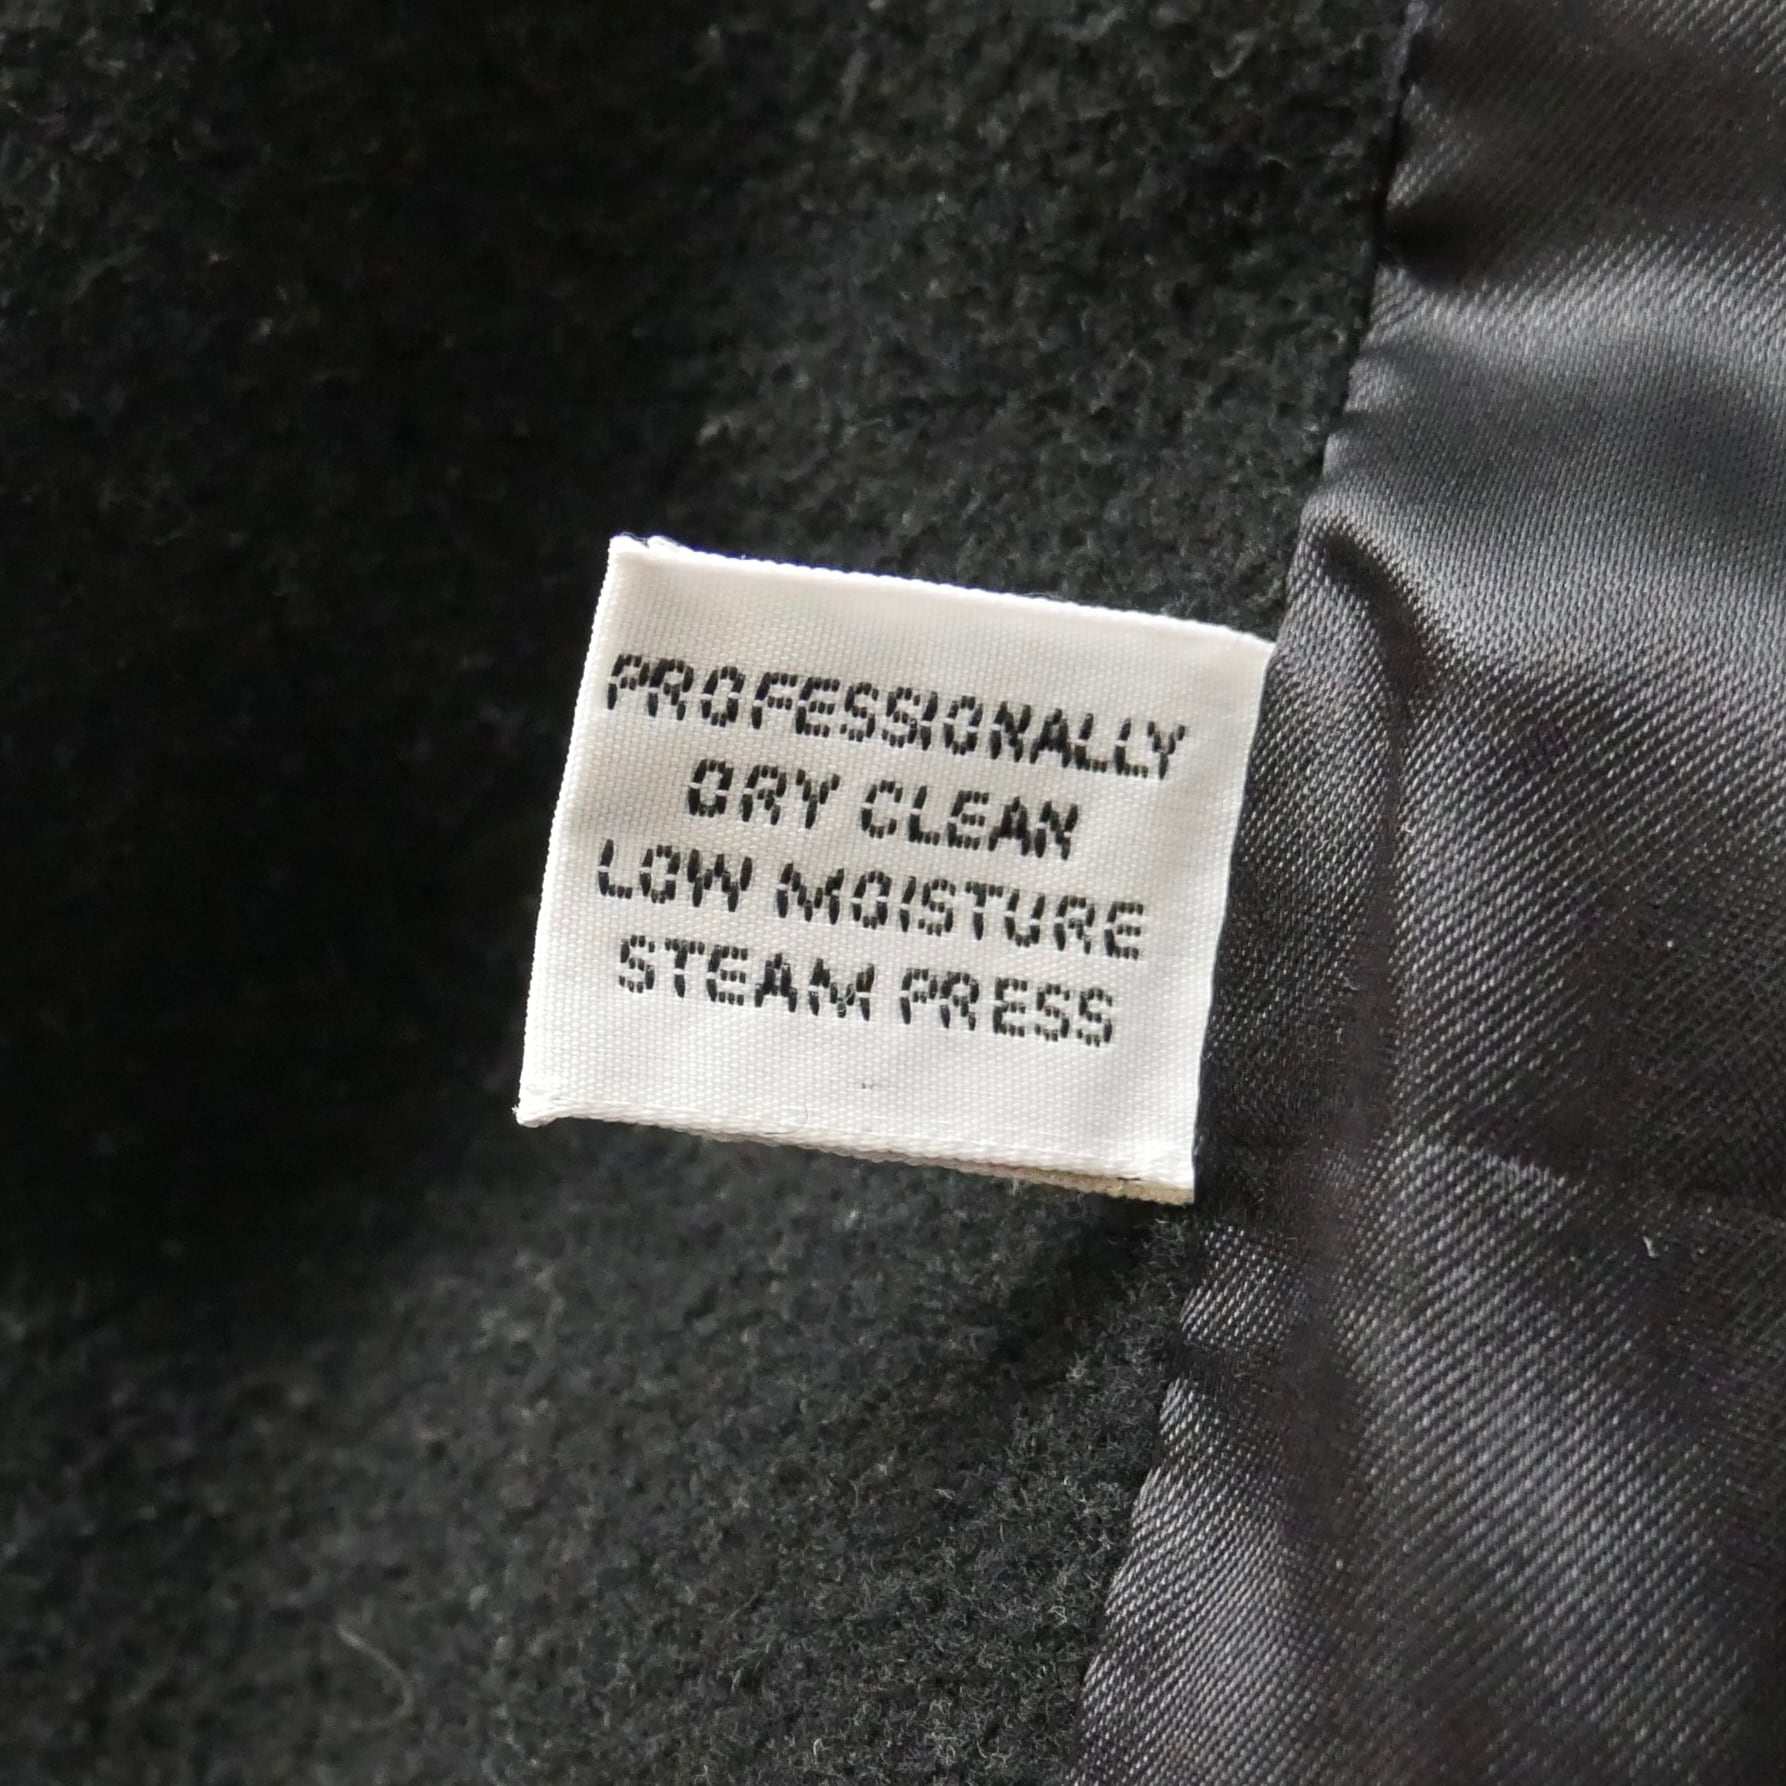 PROFESSIONALLY
DRY CLEAN
LOW MOISTURE
STEAM PRESS